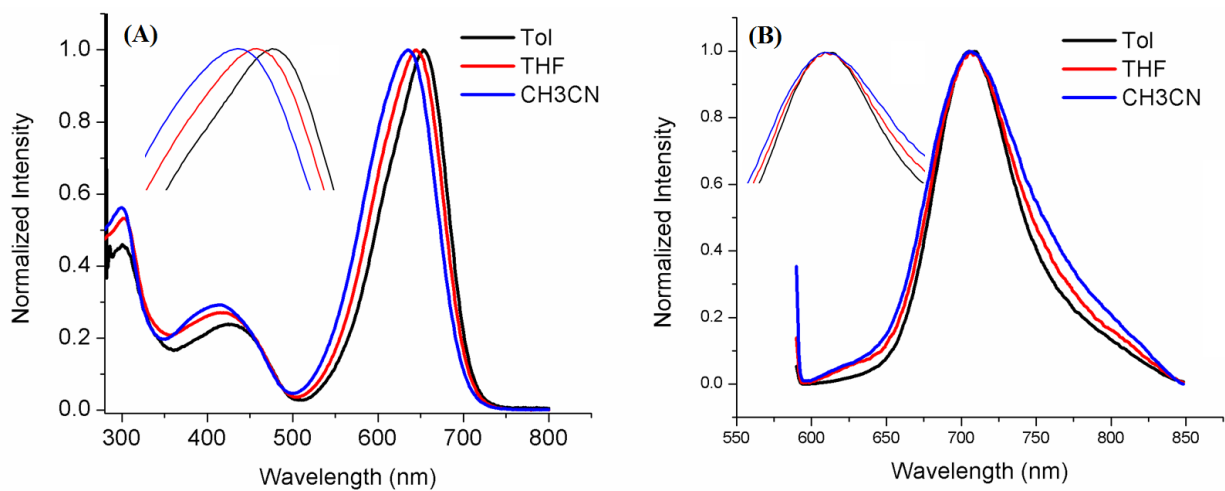 (A)
Tol
THF
CH3CN
Normalized Intensity
1.0
0.8
0.6
0.4
0.2
0.0
300 400 500 600 700 800
Wavelength (nm)
(B)
Tol
THF
CH3CN
Normalized Intensity
1.0
0.8
0.6
0.4
0.2
0.0
550 600 650 700 750 800 850
Wavelength (nm)